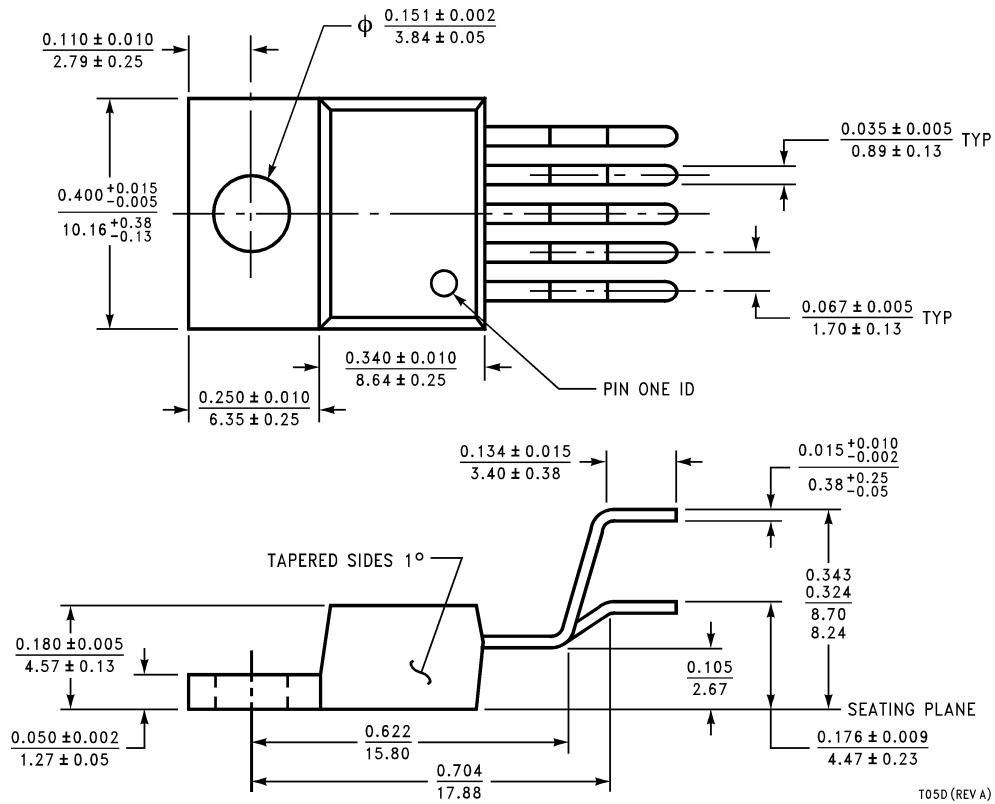 ϕ 0.151 ± 0.002
3.84 ± 0.05
0.110 ± 0.010
2.79 ± 0.25
0.035 ± 0.005 TYP
0.89 ± 0.13
0.400 +0.015 -0.005
10.16 +0.38 -0.13
0.067 ± 0.005 TYP
1.70 ± 0.13
0.340 ± 0.010
8.64 ± 0.25
PIN ONE ID
0.250 ± 0.010
6.35 ± 0.25
0.134 ± 0.015
3.40 ± 0.38
0.015 +0.010 -0.002
0.38 +0.25 -0.05
TAPERED SIDES 1°
0.343
0.324
8.70
8.24
0.180 ±0.005
4.57 ± 0.13
0.105
2.67
SEATING PLANE
0.050 ±0.002
1.27 ± 0.05
0.622
15.80
0.176 ±0.009
4.47 ± 0.23
0.704
17.88
T05D (REV A)